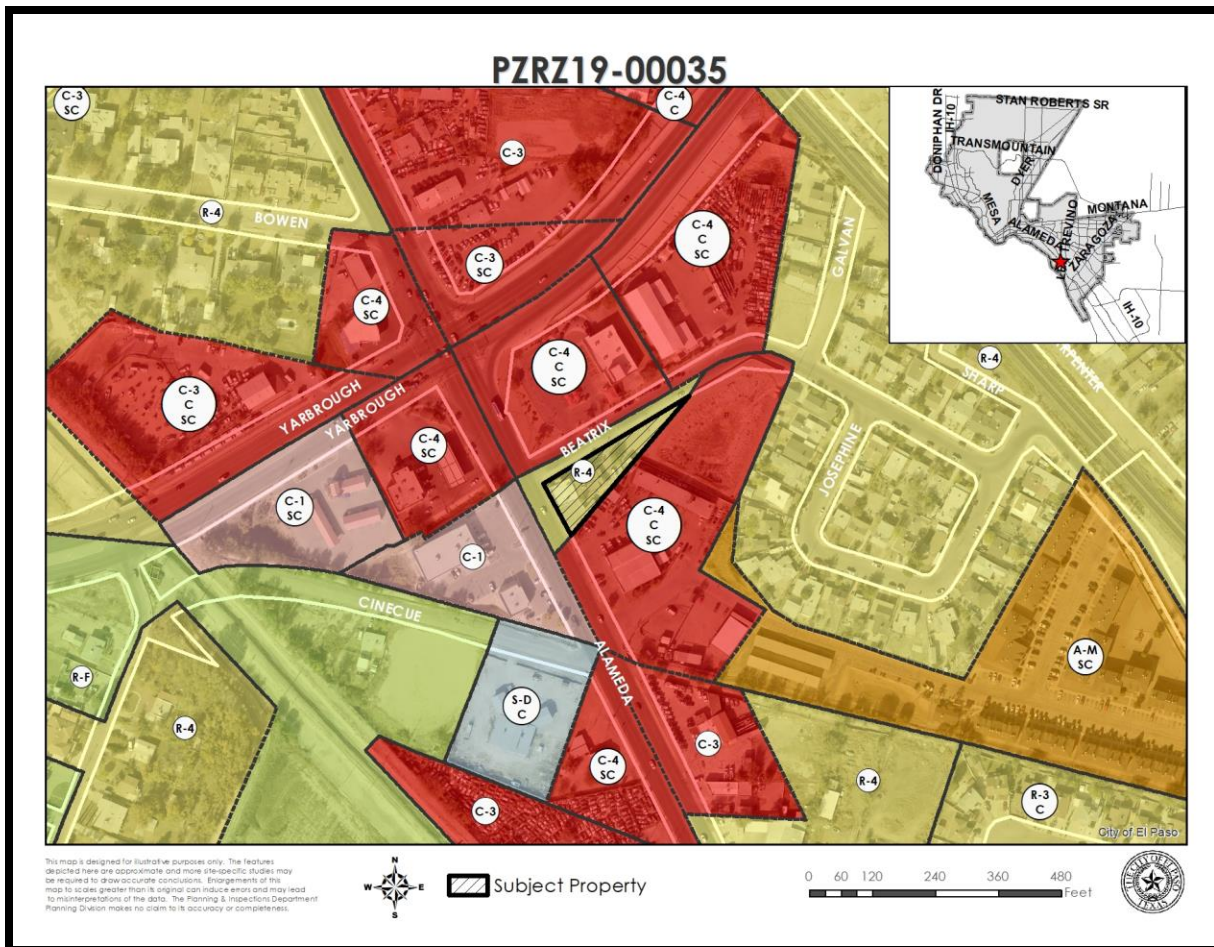 PZRZ19-00035
C-3
SC
C-4
C
C-3
STAN ROBERTS SR
DONIPHAN DR
IH-10
TRANSMOUNTAIN
DYER
MESA
MONTANA
ALAMEDA
TREVINO
ZARAGOZA
IH-10
R-4
BOWEN
C-4
C
SC
GALVAN
C-3
SC
C-4
SC
R-4
SHARP
C-4
C
SC
C-3
C
SC
YARBROUGH
YARBROUGH
C-4
SC
BEATRIX
R-4
JOSEPHINE
C-1
SC
C-4
C
SC
C-1
CINECUE
ALAMEDA
A-M
SC
R-F
R-4
S-D
C
C-3
C-4
SC
R-4
C-3
R-3
C
City of El Paso
This map is designed for illustrative purposes only. The features
depicted here are approximate and more site-specific studies may
be required to draw accurate conclusions. Enlargements of this
map to scales greater than its original can induce errors and may lead
to misinterpretations of the data. The Planning & Inspections Department
Planning Division makes no claim to its accuracy or completeness.
N
W
E
S
Subject Property
0 60 120 240 360 480
Feet
THE CITY OF EL PASO
TEXAS